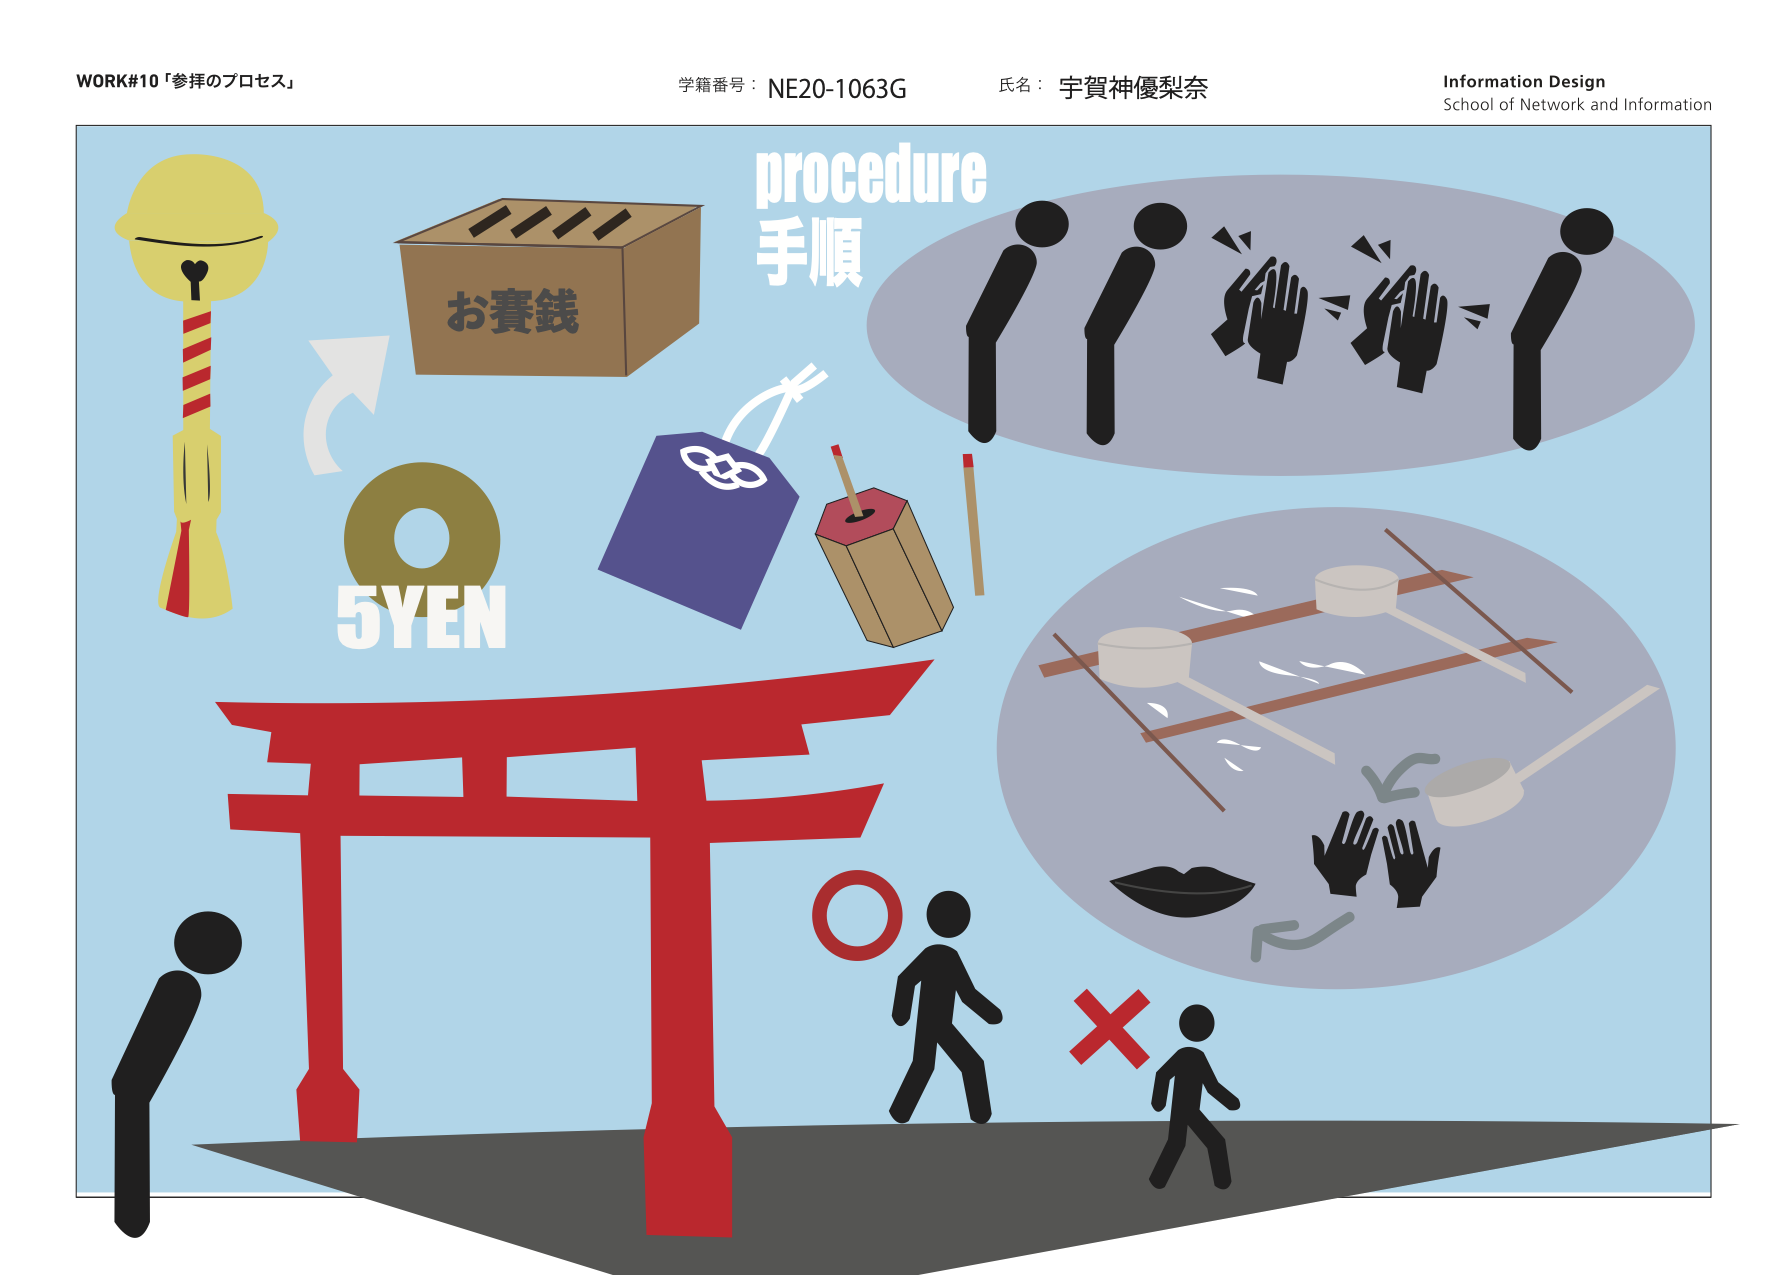 WORK#10「参拝のプロセス」
学籍番号： NE20-1063G
氏名： 宇賀神優梨奈
Information Design
School of Network and Information
procedure
手順
お賽銭
5YEN